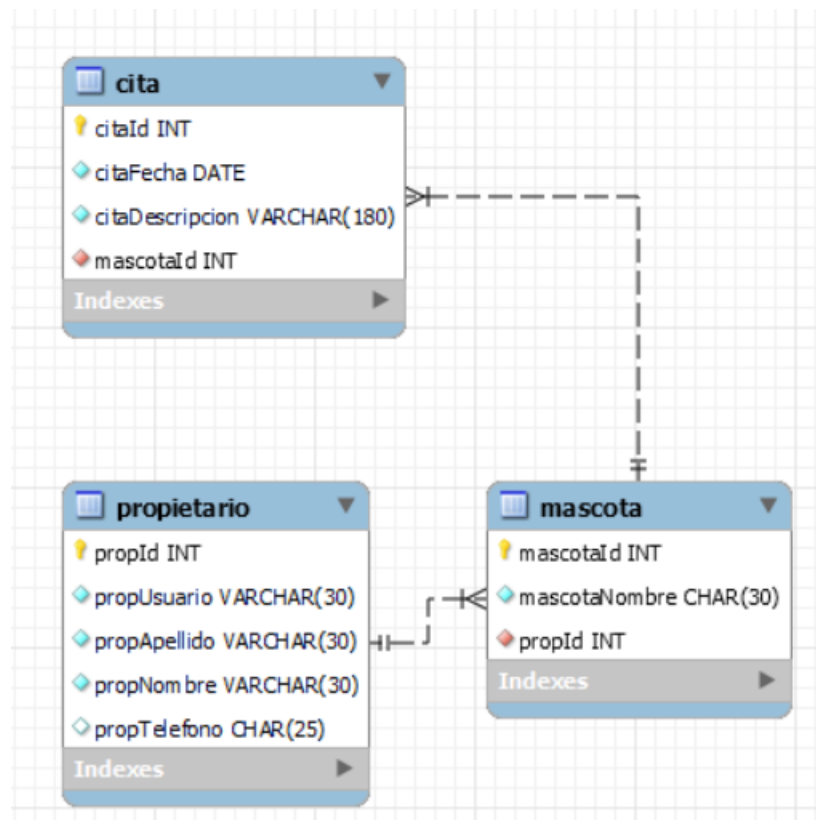 cita
citaId INT
citaFecha DATE
citaDescripcion VARCHAR(180)
mascotaId INT
Indexes
propietario
propId INT
propUsuario VARCHAR(30)
propApellido VARCHAR(30)
propNombre VARCHAR(30)
propTelefono CHAR(25)
Indexes
mascota
mascotaId INT
mascotaNombre CHAR(30)
propId INT
Indexes